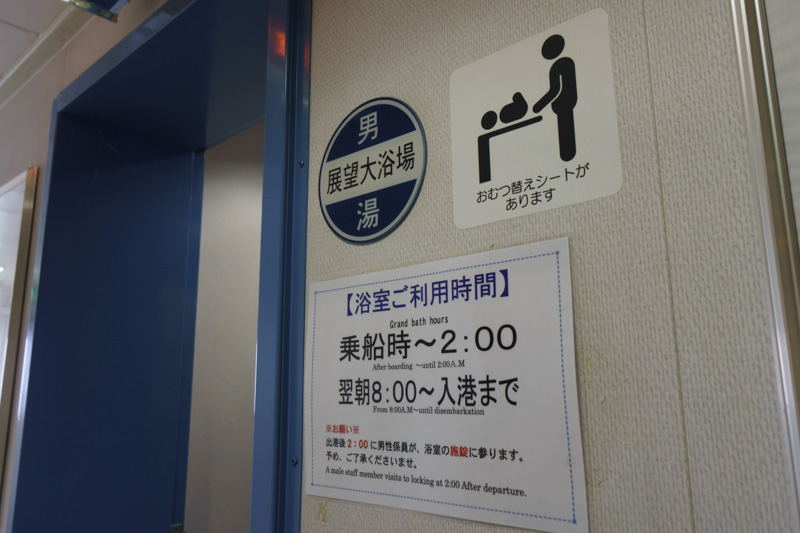 男
展望大浴場
湯
おむつ替えシートが
あります
【浴室ご利用時間】
Grand bath hours
乗船時～2:00
After boarding ～until 2:00A.M
翌朝8:00～入港まで
From 8:00A.M～until disembarkation
※お願い※
出港後2:00に男性係員が、浴室の施錠に参ります。
予め、ご了承くださいませ。
A male staff member visits to locking at 2:00 After departure.